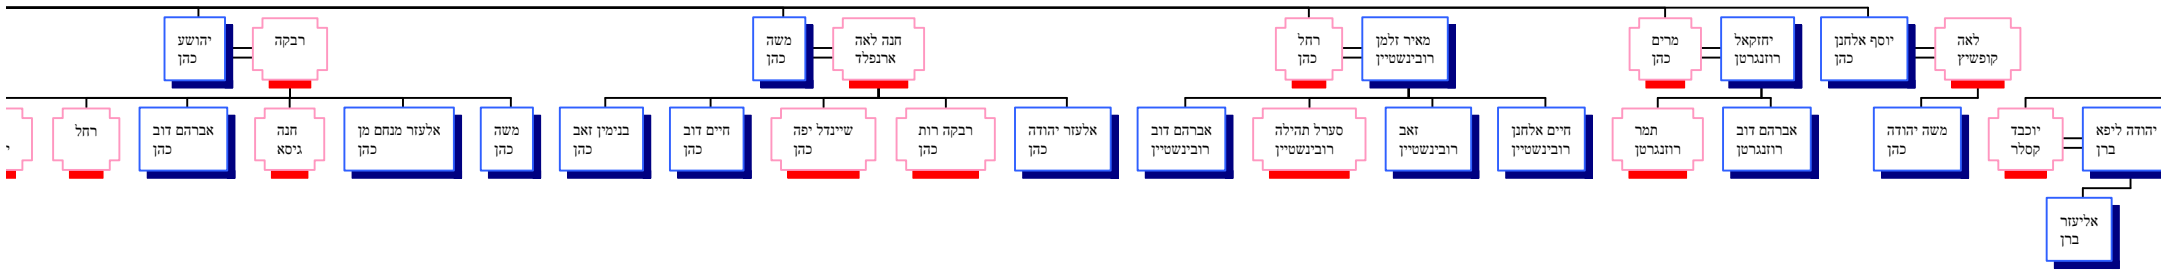 יהושע
כהן
רבקה
משה
כהן
חנה לאה
ארנפלד
רחל
כהן
מאיר זלמן
רובינשטיין
מרים
כהן
יחזקאל
רוזנגרטן
יוסף אלחנן
כהן
לאה
קופשיץ
רחל
אברהם דוב
כהן
חנה
גיסא
אלעזר מנחם מן
כהן
משה
כהן
בנימין זאב
כהן
חיים דוב
כהן
שיינדל יפה
כהן
רבקה רות
כהן
אלעזר יהודה
כהן
אברהם דוב
רובינשטיין
סערל תהילה
רובינשטיין
זאב
רובינשטיין
חיים אלחנן
רובינשטיין
תמר
רוזנגרטן
אברהם דוב
רוזנגרטן
משה יהודה
כהן
יוכבד
קסלר
יהודה ליפא
ברן
אליעזר
ברן